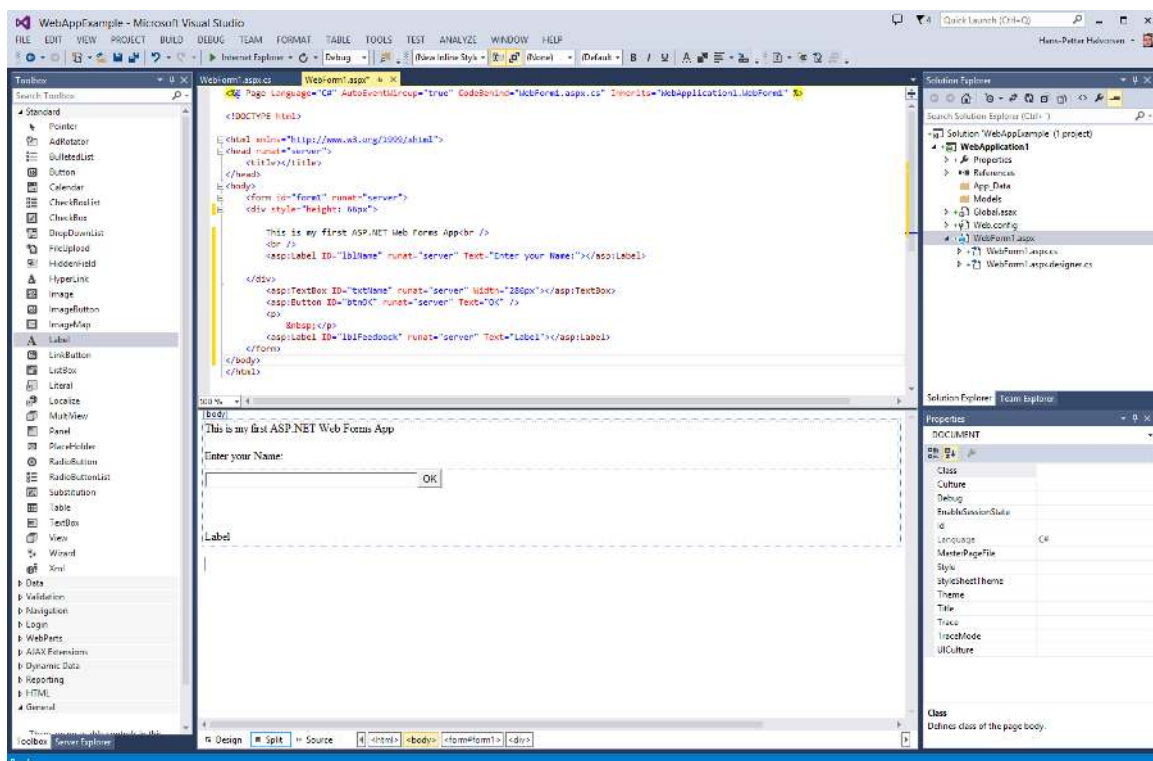 WebAppExample - Microsoft Visual Studio
Quick Launch (Ctrl+Q)
FILE EDIT VIEW PROJECT BUILD DEBUG TEAM FORMAT TABLE TOOLS TEST ANALYZE WINDOW HELP
Hans-Petter Halvorsen
Internet Explorer Debug (New Inline Style (None) (Default B I U
Toolbox
Search Toolbox
Standard
Pointer
AdRotator
BulletedList
Button
Calendar
CheckBoxList
CheckBox
DropDownList
FileUpload
HiddenField
HyperLink
Image
ImageButton
ImageMap
Label
LinkButton
ListBox
Literal
Localize
MultiView
Panel
PlaceHolder
RadioButton
RadioButtonList
Substitution
Table
TextBox
View
Wizard
Xml
Data
Validation
Navigation
Login
WebParts
AJAX Extensions
Dynamic Data
Reporting
HTML
General
Toolbox Server Explorer
WebForm1.aspx.cs WebForm1.aspx*
<%@ Page Language="C#" AutoEventWireup="true" CodeBehind="WebForm1.aspx.cs" Inherits="WebApplication1.WebForm1" %>
<!DOCTYPE html>
<html xmlns="http://www.w3.org/1999/xhtml">
<head runat="server">
<title></title>
</head>
<body>
<form id="form1" runat="server">
<div style="height: 66px">
This is my first ASP.NET Web Forms App<br />
<br />
<asp:Label ID="lblName" runat="server" Text="Enter your Name:"></asp:Label>
</div>
<asp:TextBox ID="txtName" runat="server" Width="286px"></asp:TextBox>
<asp:Button ID="btnOK" runat="server" Text="OK" />
<p>
&nbsp;</p>
<asp:Label ID="lblFeedback" runat="server" Text="Label"></asp:Label>
</form>
</body>
</html>
100 %
body
This is my first ASP.NET Web Forms App
Enter your Name:
OK
Label
Design Split Source <html> <body> <form#form1> <div>
Solution Explorer
Search Solution Explorer
Solution 'WebAppExample' (1 project)
WebApplication1
Properties
References
App_Data
Models
Global.asax
Web.config
WebForm1.aspx
WebForm1.aspx.cs
WebForm1.aspx.designer.cs
Solution Explorer Team Explorer
Properties
DOCUMENT
Class
Culture
Debug
EnableSessionState
Id
Language C#
MasterPageFile
Style
StyleSheetTheme
Theme
Title
Trace
TraceMode
UICulture
Class
Defines class of the page body.